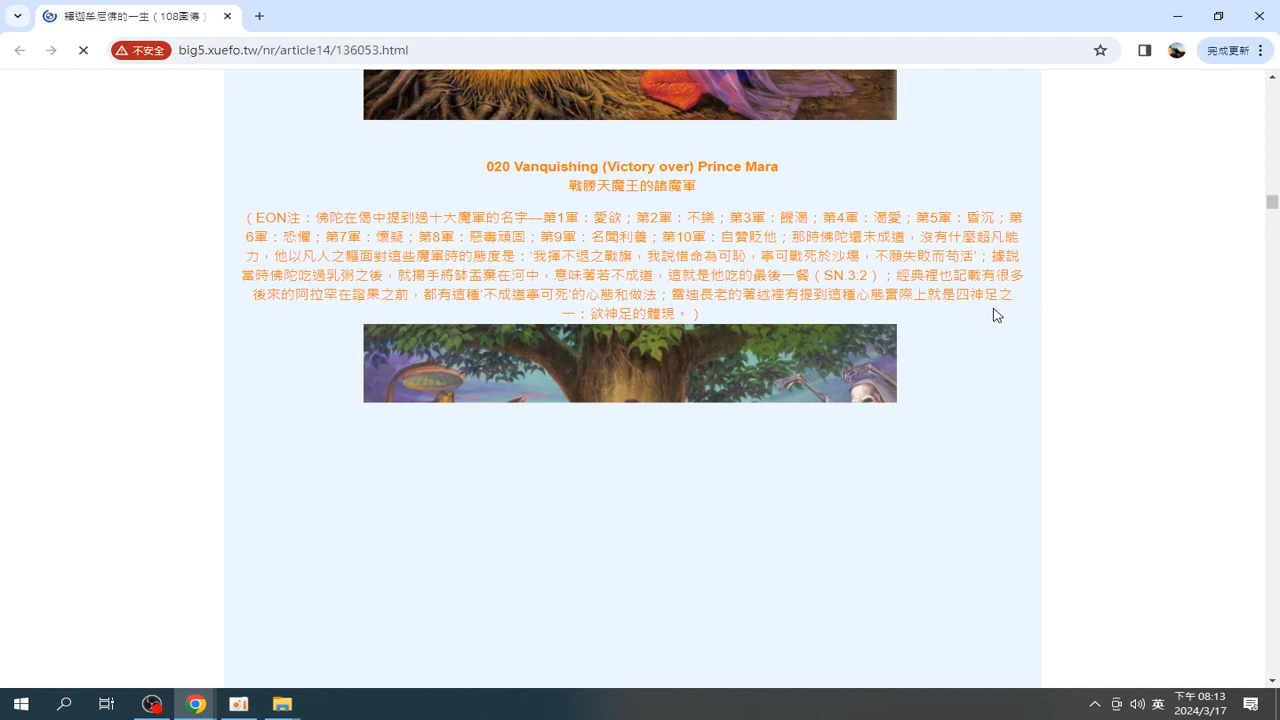 釋迦牟尼佛的一生（108圖傳）
不安全
big5.xuefo.tw/nr/article14/136053.html
完成更新
020 Vanquishing (Victory over) Prince Mara
戰勝天魔王的諸魔軍
（EON注：佛陀在偈中提到過十大魔軍的名字—第1軍：愛欲；第2軍：不樂；第3軍：饑渴；第4軍：渴愛；第5軍：昏沉；第
6軍：恐懼；第7軍：懷疑；第8軍：惡毒頑固；第9軍：名聞利養；第10軍：自贊貶他；那時佛陀還未成道，沒有什麼超凡能
力，他以凡人之軀面對這些魔軍時的態度是：‘我揮不退之戰旗，我說惜命為可恥，寧可戰死於沙場，不願失敗而苟活’；據說
當時佛陀吃過乳粥之後，就揚手將缽盂棄在河中，意味著若不成道，這就是他吃的最後一餐（SN.3:2）；經典裡也記載有很多
後來的阿拉罕在證果之前，都有這種‘不成道寧可死’的心態和做法；雷迪長老的著述裡有提到這種心態實際上就是四神足之
一：欲神足的體現。）
英
下午 08:13
2024/3/17